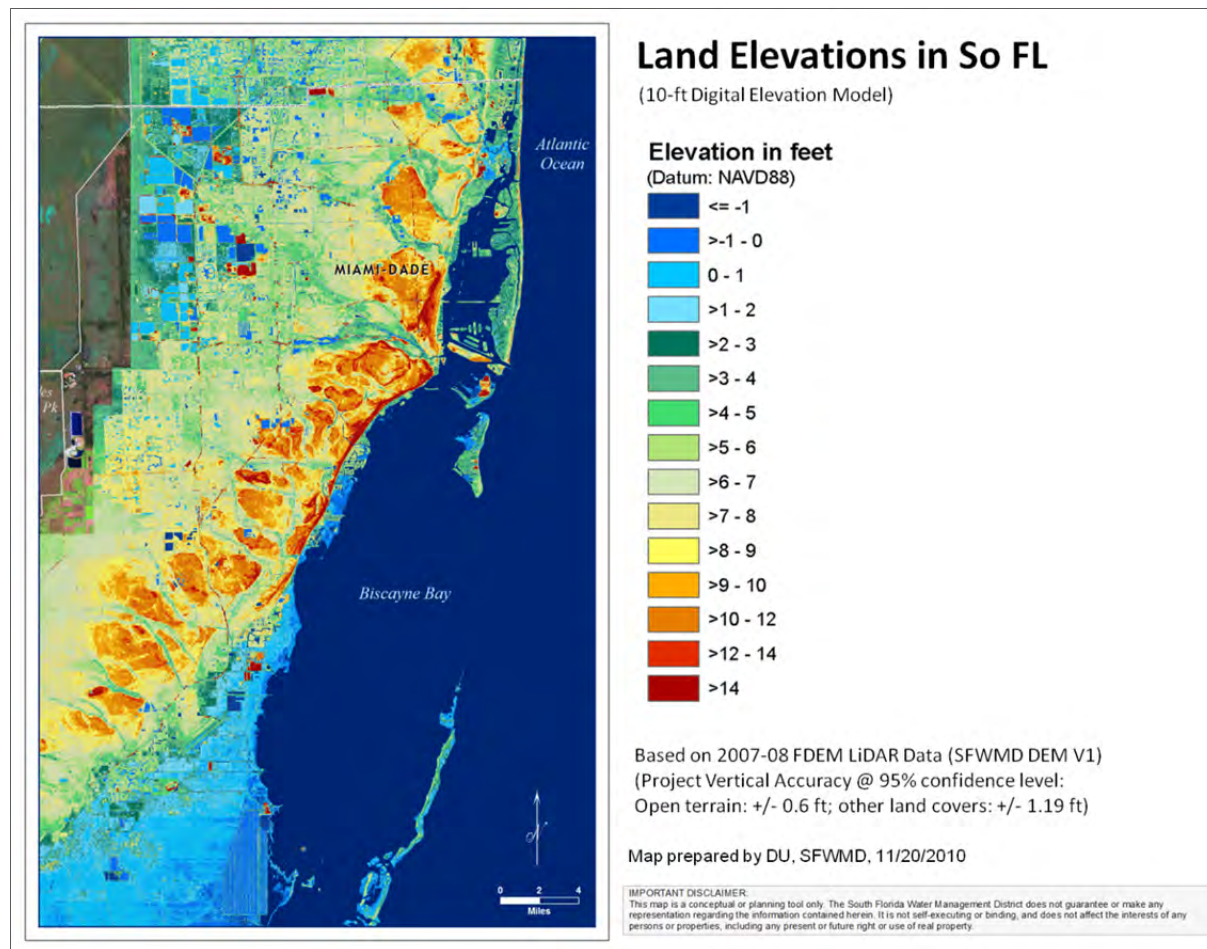 Land Elevations in So FL
(10-ft Digital Elevation Model)
Elevation in feet
(Datum: NAVD88)
<= -1
>-1 - 0
0 - 1
>1 - 2
>2 - 3
>3 - 4
>4 - 5
>5 - 6
>6 - 7
>7 - 8
>8 - 9
>9 - 10
>10 - 12
>12 - 14
>14
Based on 2007-08 FDEM LiDAR Data (SFWMD DEM V1)
(Project Vertical Accuracy @ 95% confidence level:
Open terrain: +/- 0.6 ft; other land covers: +/- 1.19 ft)
Map prepared by DU, SFWMD, 11/20/2010
IMPORTANT DISCLAIMER:
This map is a conceptual or planning tool only. The South Florida Water Management District does not guarantee or make any
representation regarding the information contained herein. It is not self-executing or binding, and does not affect the interests of any
persons or properties, including any present or future right or use of real property.
Atlantic
Ocean
MIAMI-DADE
les
Pk
Biscayne Bay
N
0 2 4
Miles